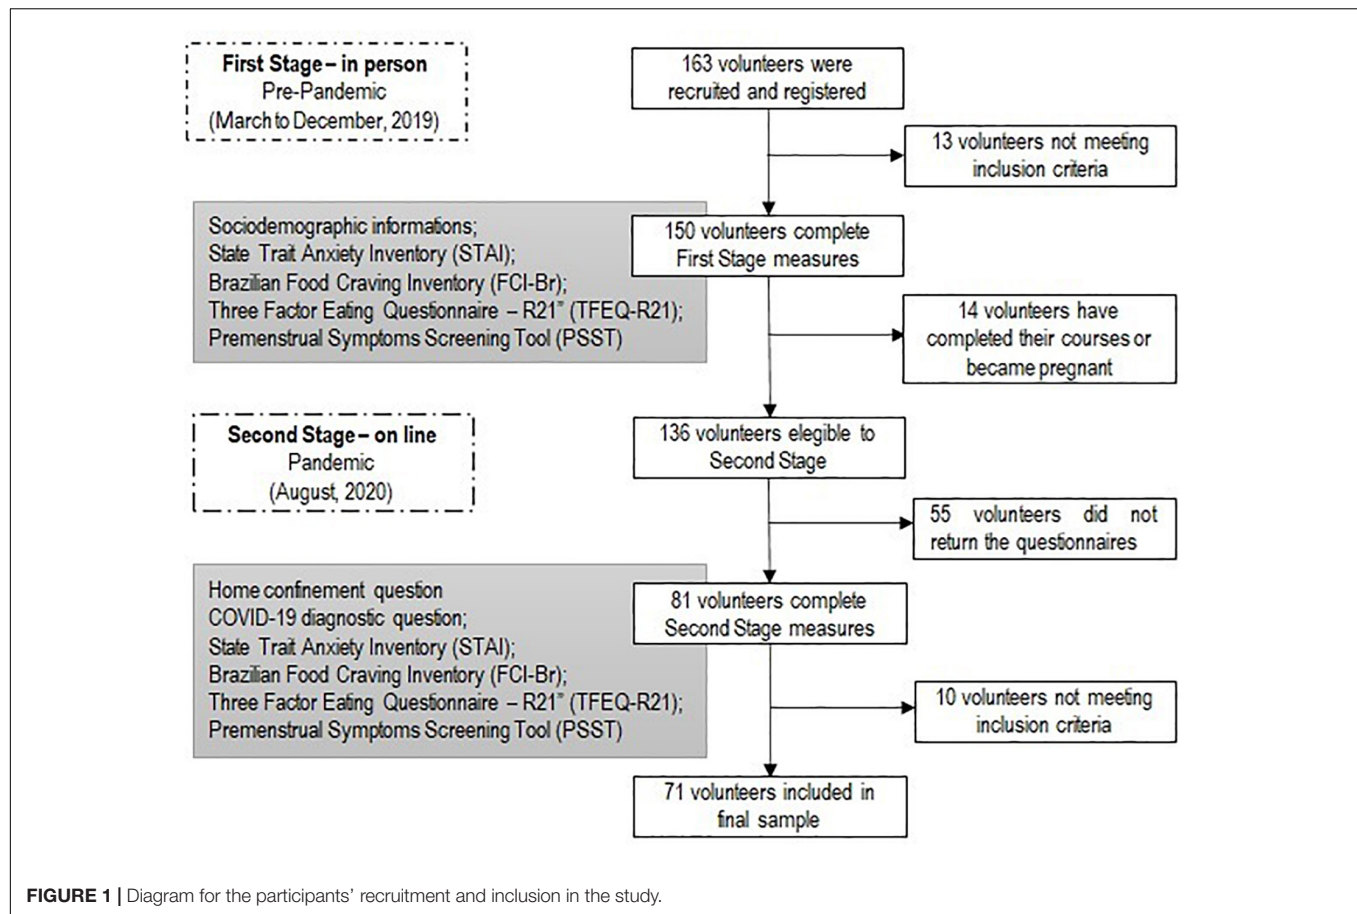 First Stage – in person
Pre-Pandemic
(March to December, 2019)
163 volunteers were
recruited and registered
13 volunteers not meeting
inclusion criteria
Sociodemographic informations;
State Trait Anxiety Inventory (STAI);
Brazilian Food Craving Inventory (FCI-Br);
Three Factor Eating Questionnaire – R21” (TFEQ-R21);
Premenstrual Symptoms Screening Tool (PSST)
150 volunteers complete
First Stage measures
14 volunteers have
completed their courses or
became pregnant
Second Stage – on line
Pandemic
(August, 2020)
136 volunteers elegible to
Second Stage
55 volunteers did not
return the questionnaires
Home confinement question
COVID-19 diagnostic question;
State Trait Anxiety Inventory (STAI);
Brazilian Food Craving Inventory (FCI-Br);
Three Factor Eating Questionnaire – R21” (TFEQ-R21);
Premenstrual Symptoms Screening Tool (PSST)
81 volunteers complete
Second Stage measures
10 volunteers not meeting
inclusion criteria
71 volunteers included in
final sample
FIGURE 1 | Diagram for the participants’ recruitment and inclusion in the study.